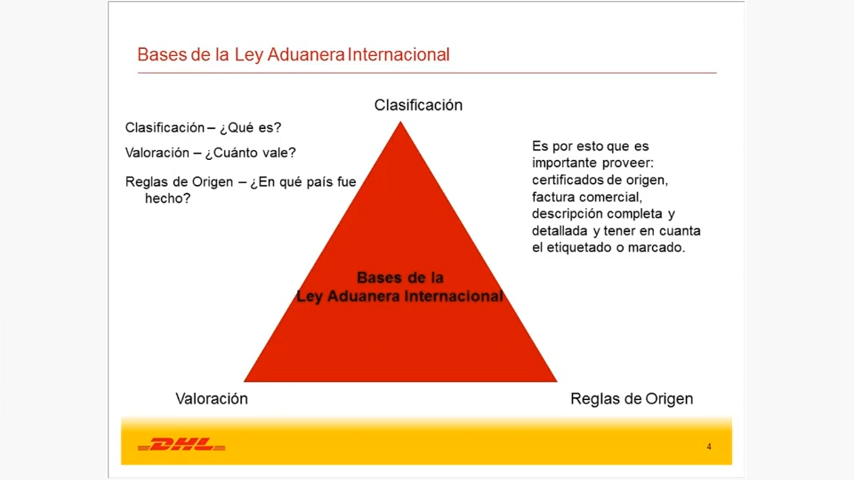 Bases de la Ley Aduanera Internacional
Clasificación
Clasificación – ¿Qué es?
Valoración – ¿Cuánto vale?
Reglas de Origen – ¿En qué país fue
hecho?
Es por esto que es
importante proveer:
certificados de origen,
factura comercial,
descripción completa y
detallada y tener en cuanta
el etiquetado o marcado.
Bases de la
Ley Aduanera Internacional
Valoración
Reglas de Origen
DHL
4